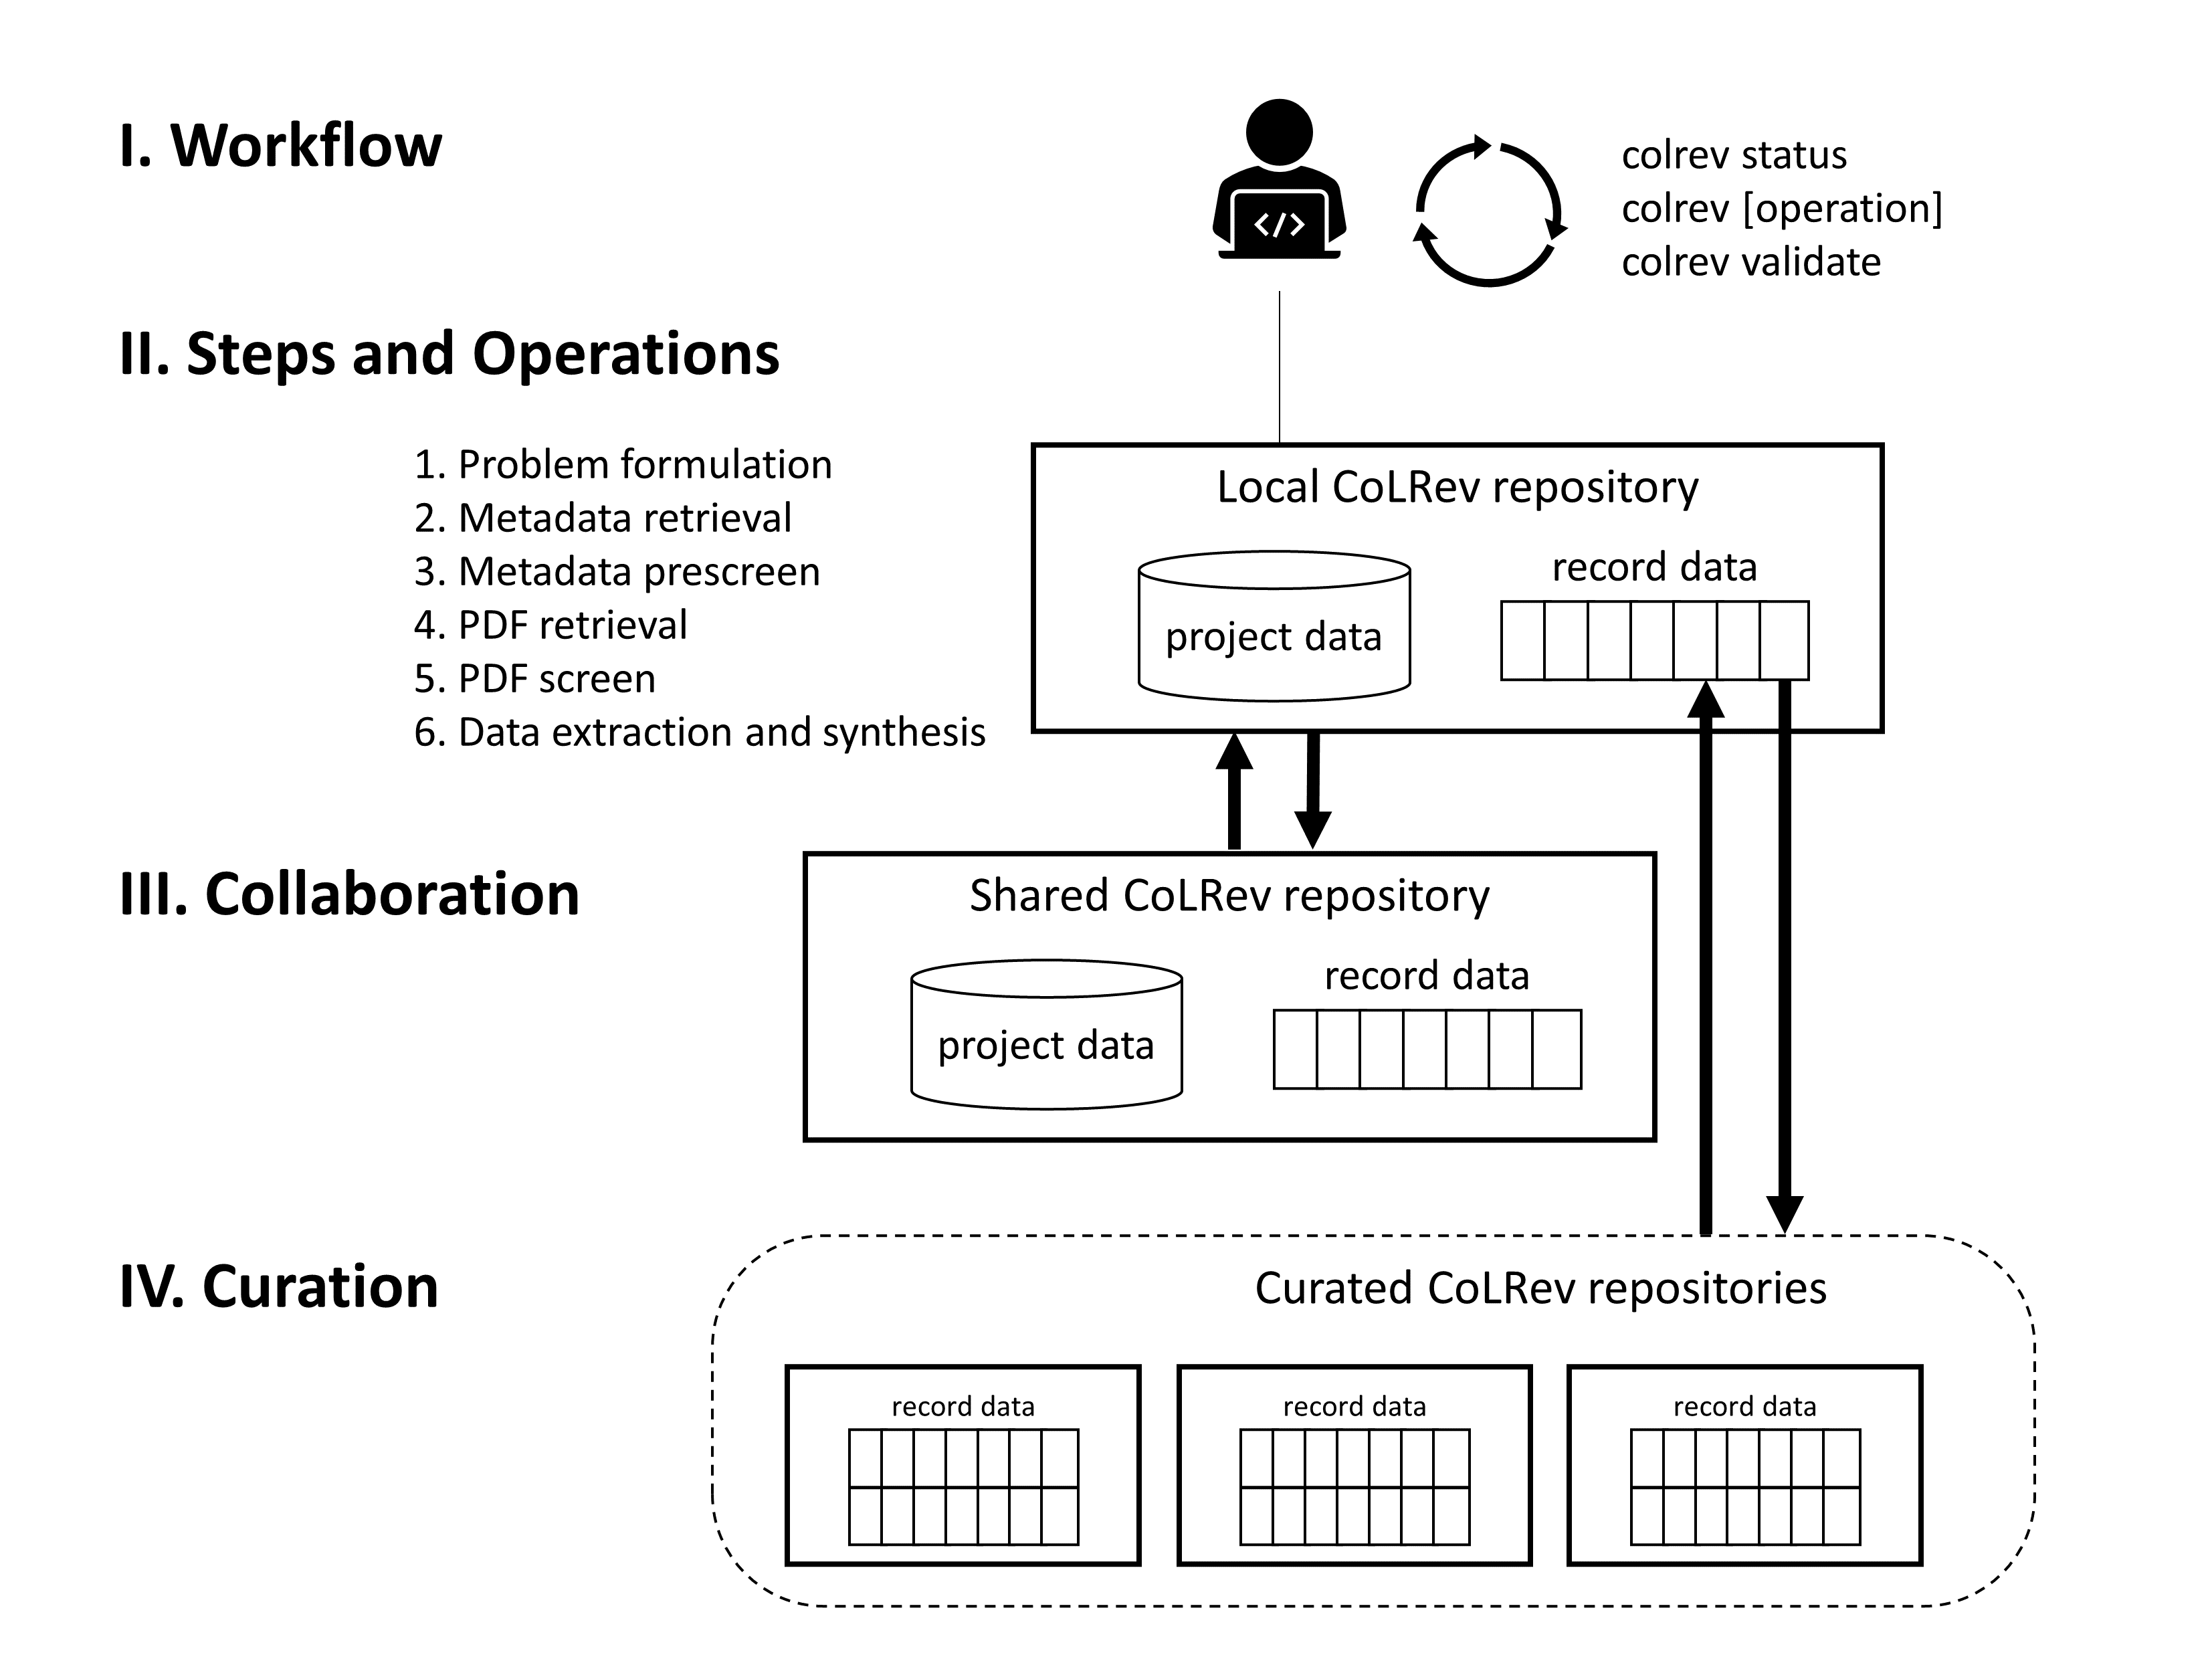 I. Workflow
</>
colrev status
colrev [operation]
colrev validate
II. Steps and Operations
1. Problem formulation
2. Metadata retrieval
3. Metadata prescreen
4. PDF retrieval
5. PDF screen
6. Data extraction and synthesis
Local CoLRev repository
project data
record data
III. Collaboration
Shared CoLRev repository
project data
record data
IV. Curation
Curated CoLRev repositories
record data
record data
record data